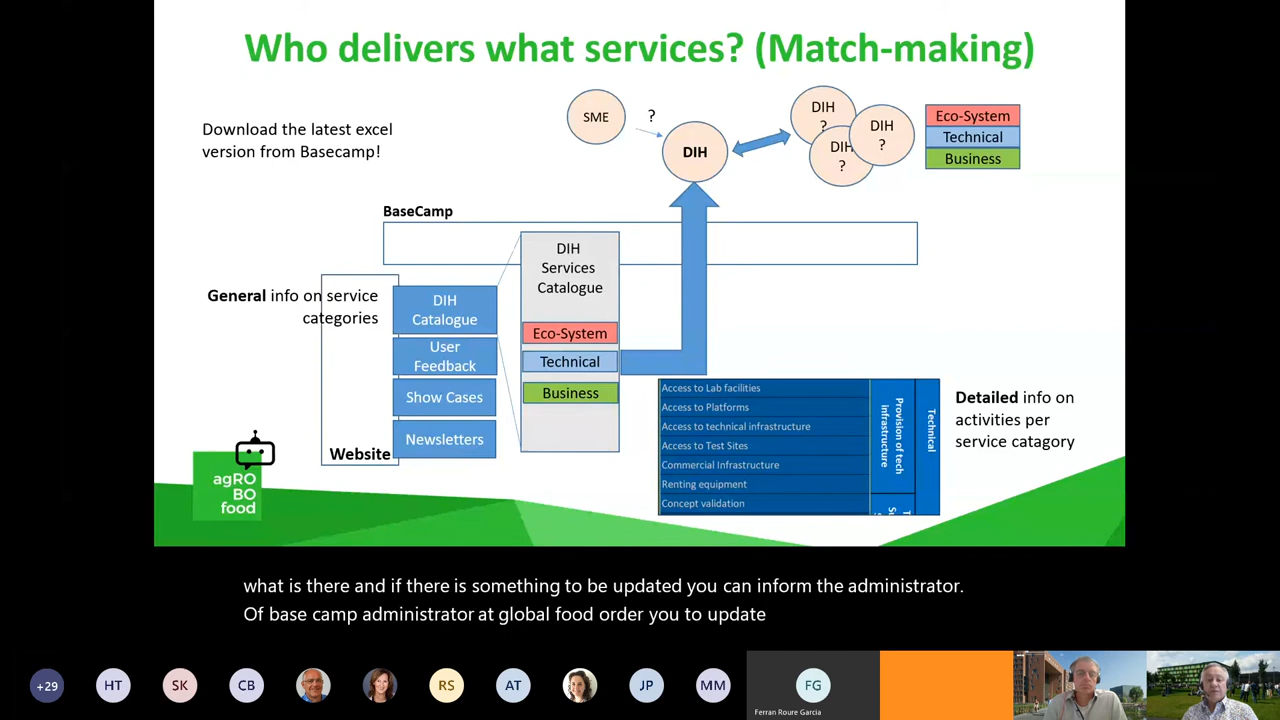 Who delivers what services? (Match-making)
Download the latest excel
version from Basecamp!
SME
?
DIH
DIH
?
DIH
?
DIH
?
Eco-System
Technical
Business
BaseCamp
DIH
Services
Catalogue
Eco-System
Technical
Business
General info on service
categories
DIH
Catalogue
User
Feedback
Show Cases
Newsletters
Website
Access to Lab facilities
Access to Platforms
Access to technical infrastructure
Access to Test Sites
Commercial Infrastructure
Renting equipment
Concept validation
Provision of tech
infrastructure
Technical
Detailed info on
activities per
service catagory
agRO
BO
food
what is there and if there is something to be updated you can inform the administrator.
Of base camp administrator at global food order you to update
+29
HT
SK
CB
RS
AT
JP
MM
FG
Ferran Roure Garcia